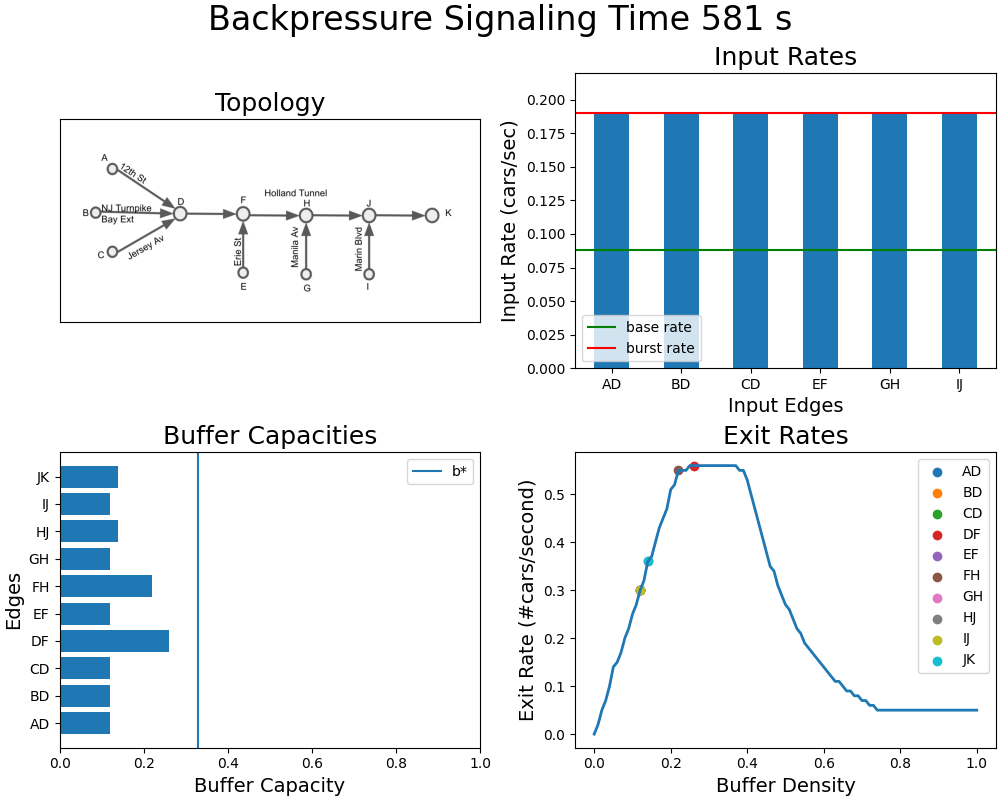 Backpressure Signaling Time 581 s
Topology
A
12th St
B
NJ Turnpike
Bay Ext
C
Jersey Av
D
F
Holland Tunnel
H
J
K
Erie St
Manila Av
Marin Blvd
E
G
I
Input Rates
Input Rate (cars/sec)
0.200
0.175
0.150
0.125
0.100
0.075
0.050
0.025
0.000
base rate
burst rate
AD BD CD EF GH IJ
Input Edges
Buffer Capacities
Edges
JK
IJ
HJ
GH
FH
EF
DF
CD
BD
AD
b*
0.0 0.2 0.4 0.6 0.8 1.0
Buffer Capacity
Exit Rates
Exit Rate (#cars/second)
0.5
0.4
0.3
0.2
0.1
0.0
AD
BD
CD
DF
EF
FH
GH
HJ
IJ
JK
0.0 0.2 0.4 0.6 0.8 1.0
Buffer Density